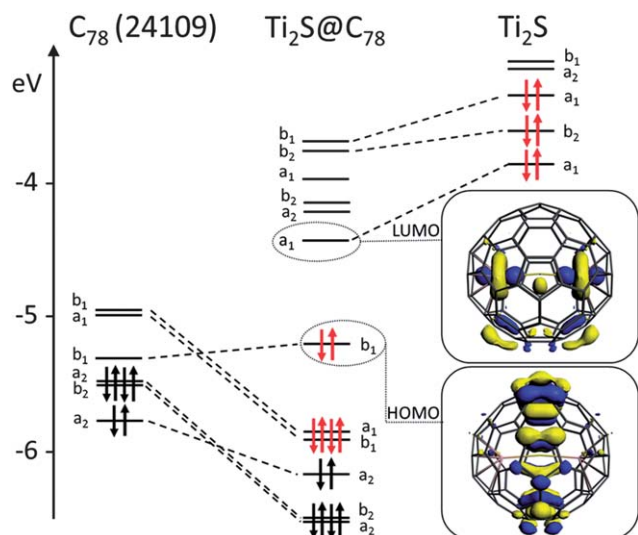 C₇₈ (24109)
Ti₂S@C₇₈
Ti₂S
eV
-4
-5
-6
b₁
a₁
b₁
a₂
b₂
a₂
b₁
b₂
a₁
b₂
a₂
a₁
b₁
a₁
b₁
a₂
b₂
a₂
b₁
a₂
a₁
b₂
a₁
LUMO
HOMO